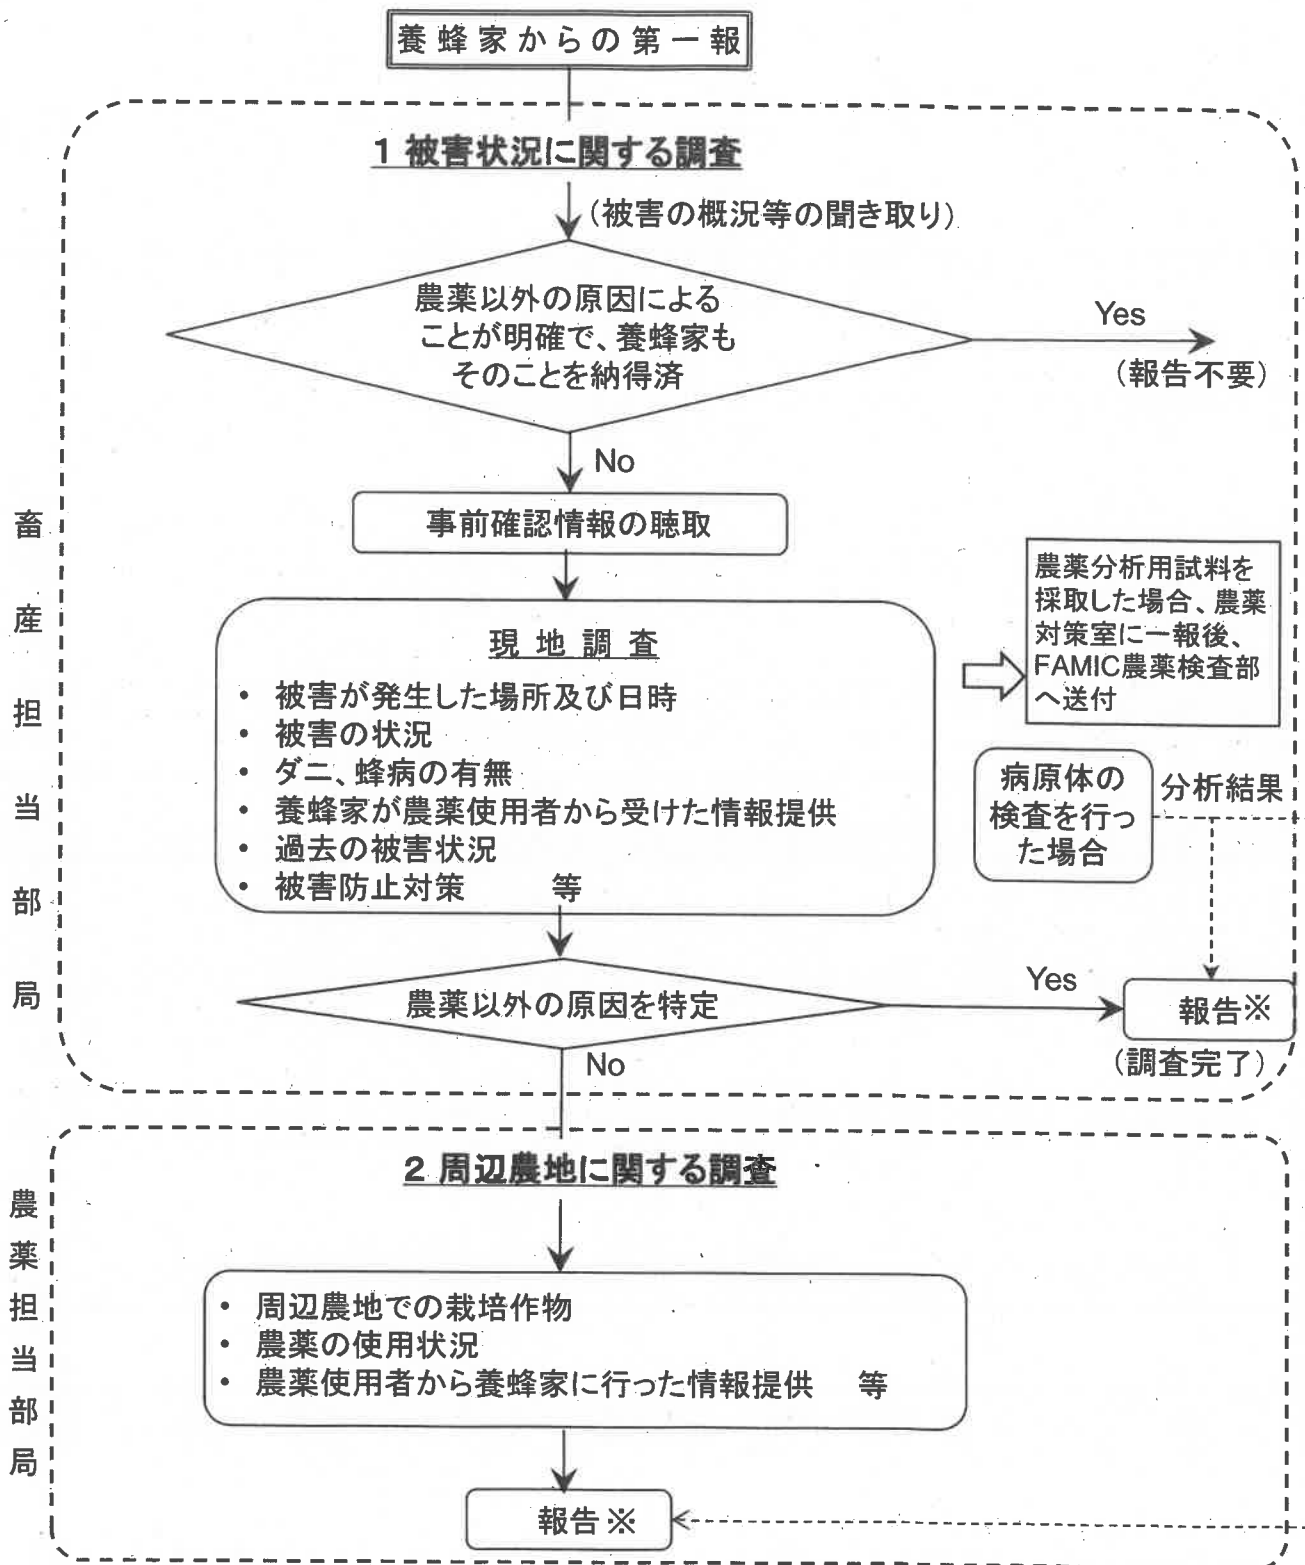 養蜂家からの第一報
1 被害状況に関する調査
(被害の概況等の聞き取り)
農薬以外の原因による
ことが明確で、養蜂家も
そのことを納得済
Yes
(報告不要)
No
事前確認情報の聴取
現地調査
• 被害が発生した場所及び日時
• 被害の状況
• ダニ、蜂病の有無
• 養蜂家が農薬使用者から受けた情報提供
• 過去の被害状況
• 被害防止対策 等
農薬分析用試料を
採取した場合、農薬
対策室に一報後、
FAMIC農薬検査部
へ送付
病原体の
検査を行っ
た場合
分析結果
農薬以外の原因を特定
Yes
報告※
(調査完了)
No
畜産担当部局
2 周辺農地に関する調査
• 周辺農地での栽培作物
• 農薬の使用状況
• 農薬使用者から養蜂家に行った情報提供 等
報告※
農薬担当部局